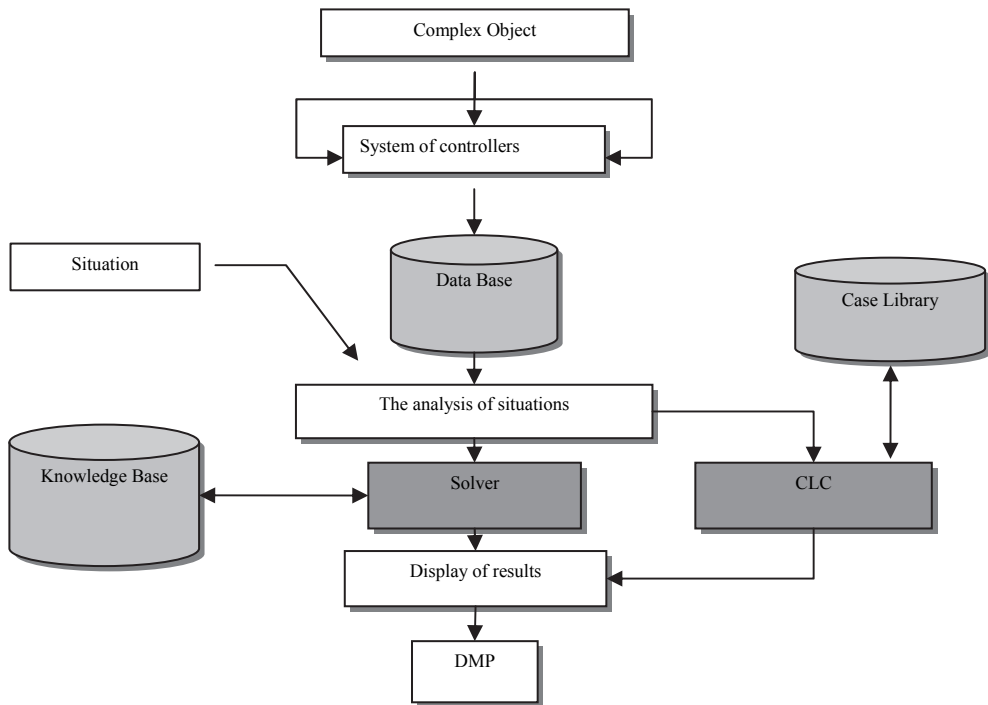 Complex Object
System of controllers
Situation
Data Base
Case Library
The analysis of situations
Knowledge Base
Solver
CLC
Display of results
DMP